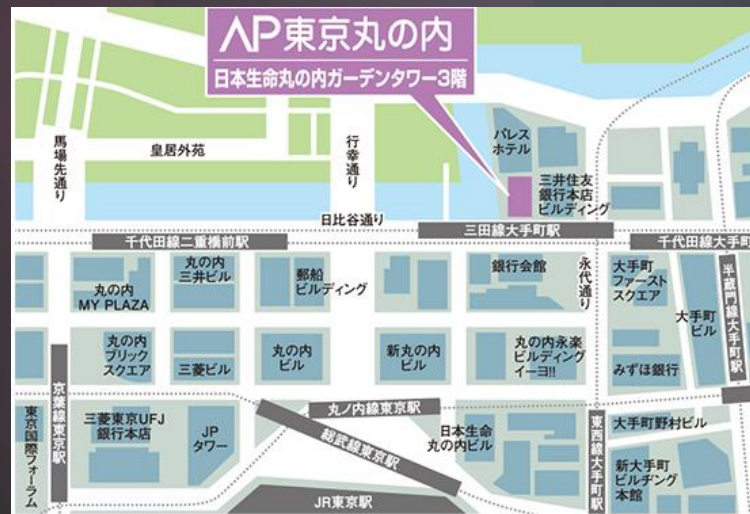 AP東京丸の内
日本生命丸の内ガーデンタワー3階
馬場先通り
皇居外苑
行幸通り
パレス
ホテル
三井住友
銀行本店
ビルディング
日比谷通り
三田線大手町駅
千代田線二重橋前駅
千代田線大手町
丸の内
MY PLAZA
丸の内
三井ビル
郵船
ビルディング
銀行会館
永代通り
大手町
ファースト
スクエア
大手町
ビル
半蔵門線大手町駅
丸の内
ブリック
スクエア
三菱ビル
丸の内
ビル
新丸の内
ビル
丸の内永楽
ビルディング
イーヨ!!
みずほ銀行
京葉線東京駅
東京国際フォーラム
三菱東京UFJ
銀行本店
JP
タワー
丸ノ内線東京駅
総武線東京駅
日本生命
丸の内ビル
東西線大手町駅
大手町野村ビル
新大手町
ビルヂング
本館
JR東京駅